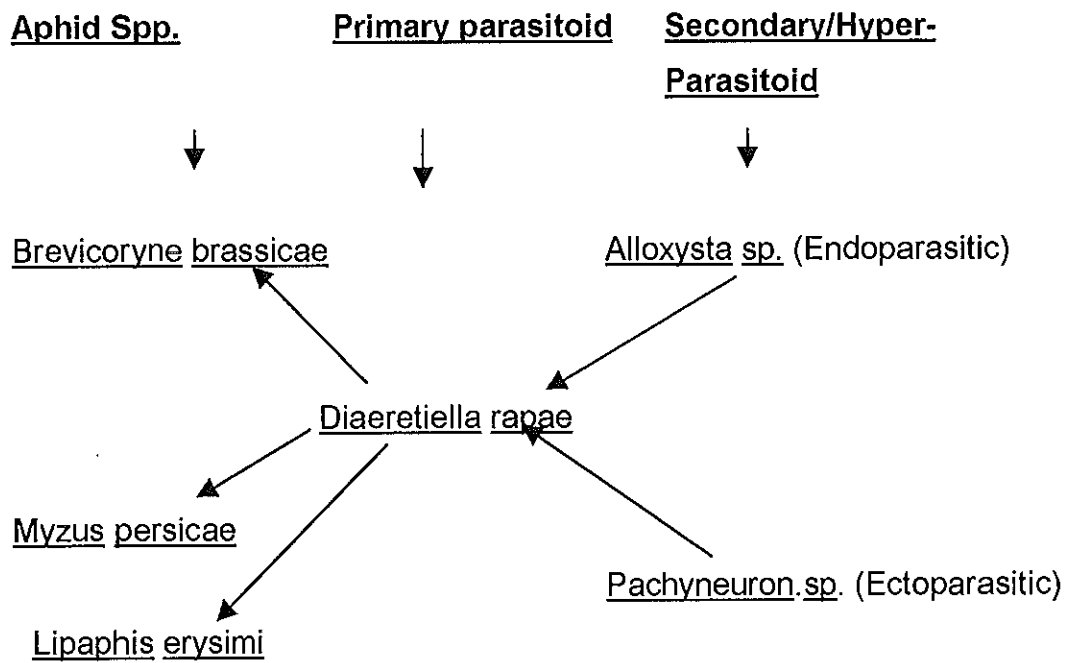 Aphid Spp. Primary parasitoid Secondary/Hyper-
Parasitoid
Brevicoryne brassicae Alloxysta sp. (Endoparasitic)
Diaeretiella rapae
Myzus persicae
Pachyneuron.sp. (Ectoparasitic)
Lipaphis erysimi